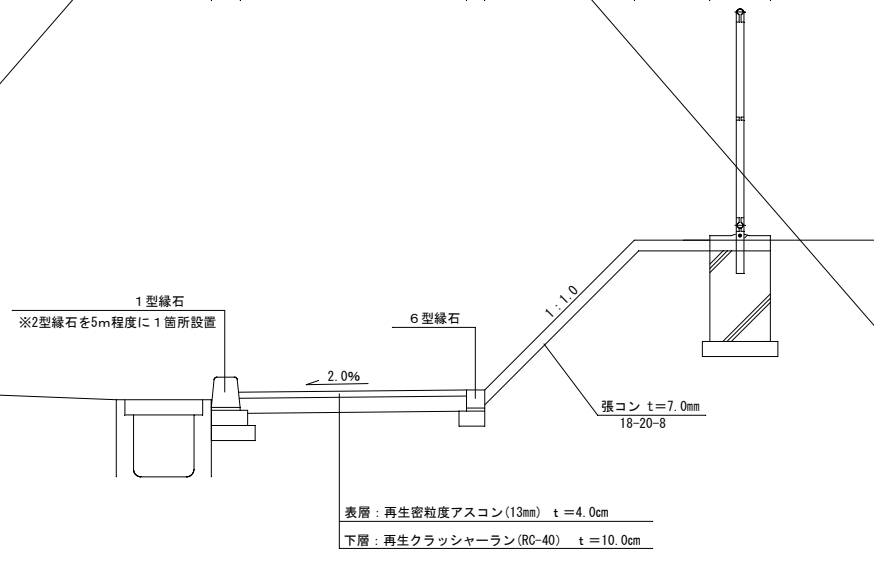 1:1.0
1型縁石
※2型縁石を5m程度に1箇所設置
6型縁石
2.0%
張コン t=7.0mm
18-20-8
表層：再生密粒度アスコン(13mm) t=4.0cm
下層：再生クラッシャーラン(RC-40) t=10.0cm